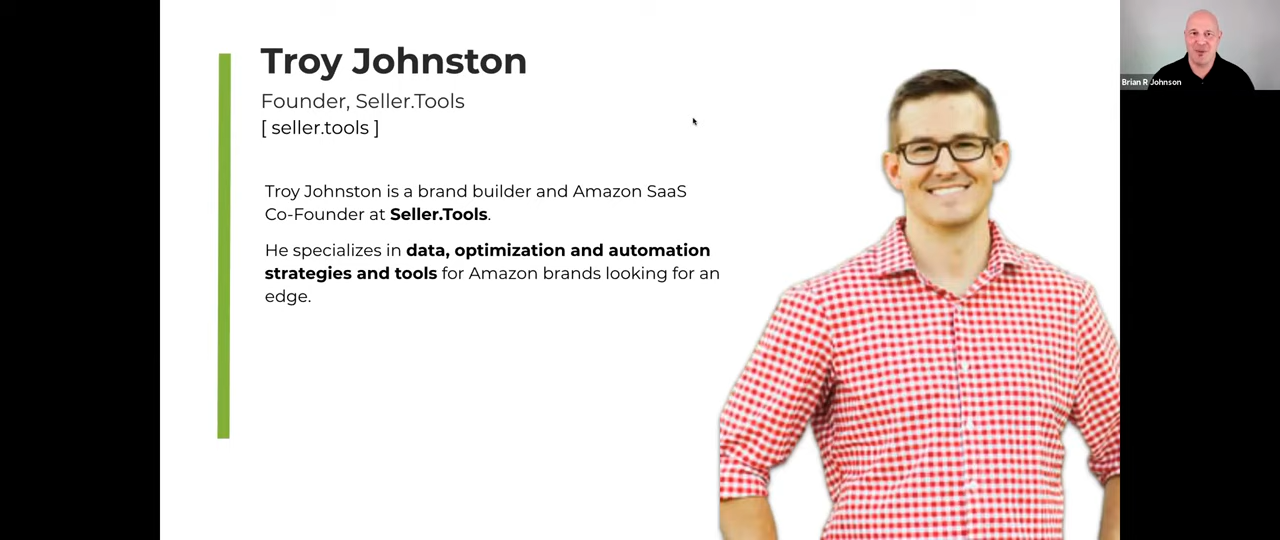 Troy Johnston
Founder, Seller.Tools
[ seller.tools ]
Troy Johnston is a brand builder and Amazon SaaS
Co-Founder at Seller.Tools.
He specializes in data, optimization and automation
strategies and tools for Amazon brands looking for an
edge.
Brian R Johnson